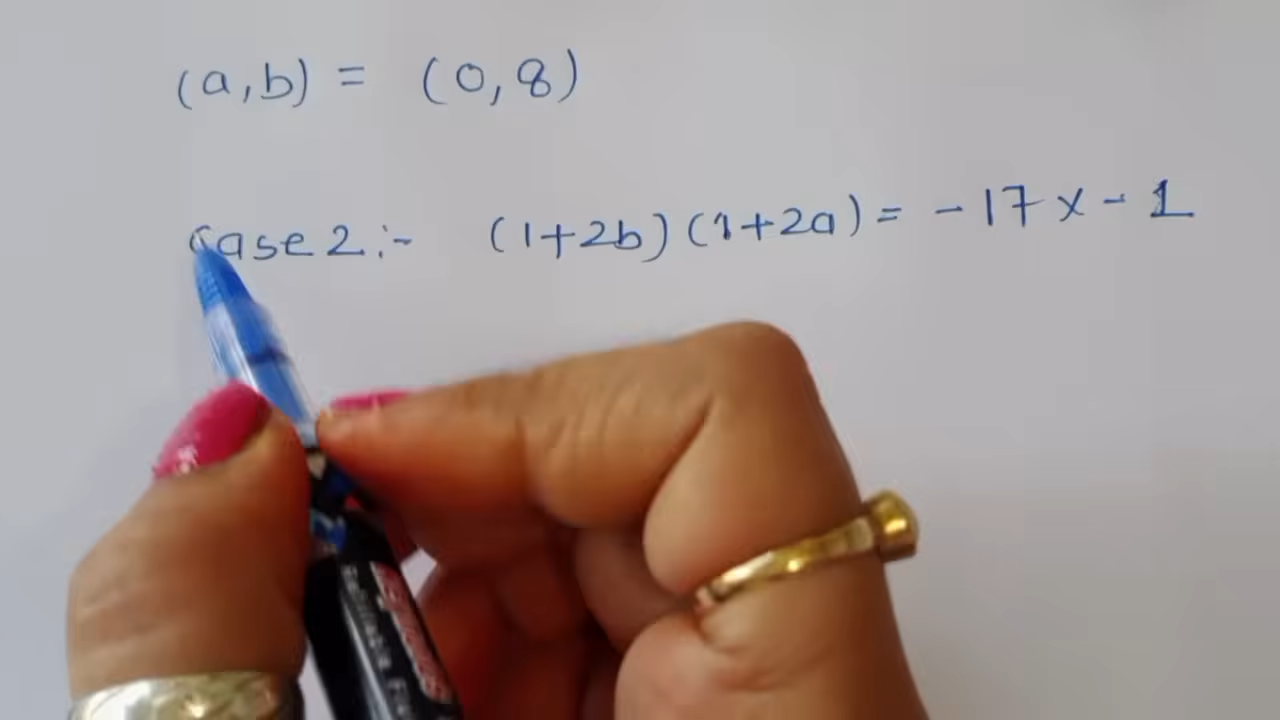 (a,b) = (0,8)
case 2:- (1+2b)(1+2a) = -17 x -1